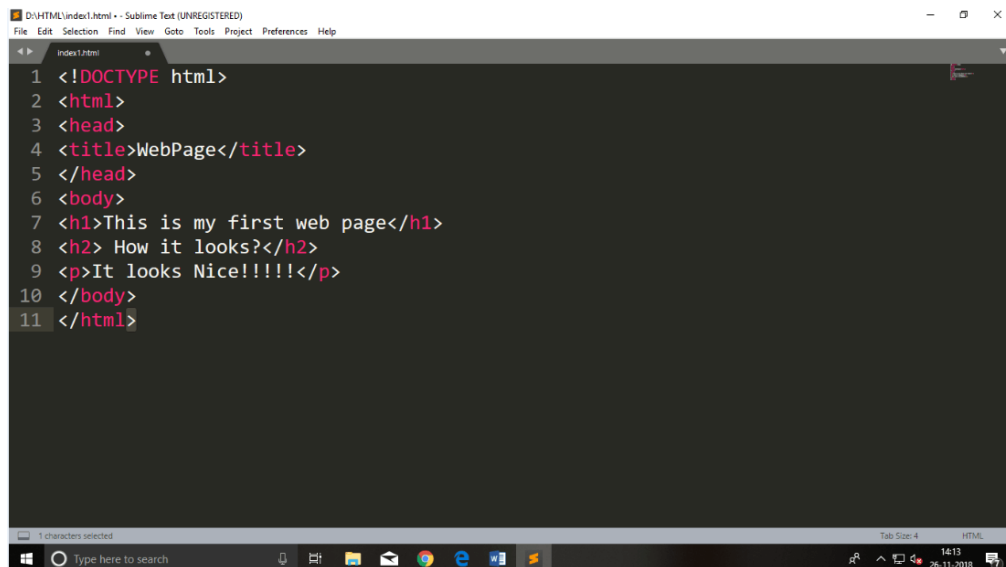 D:\HTML\index1.html • - Sublime Text (UNREGISTERED)
File Edit Selection Find View Goto Tools Project Preferences Help
index1.html
1 <!DOCTYPE html>
2 <html>
3 <head>
4 <title>WebPage</title>
5 </head>
6 <body>
7 <h1>This is my first web page</h1>
8 <h2> How it looks?</h2>
9 <p>It looks Nice!!!!!</p>
10 </body>
11 </html>
1 characters selected Tab Size: 4 HTML
Type here to search
14:13
26-11-2018